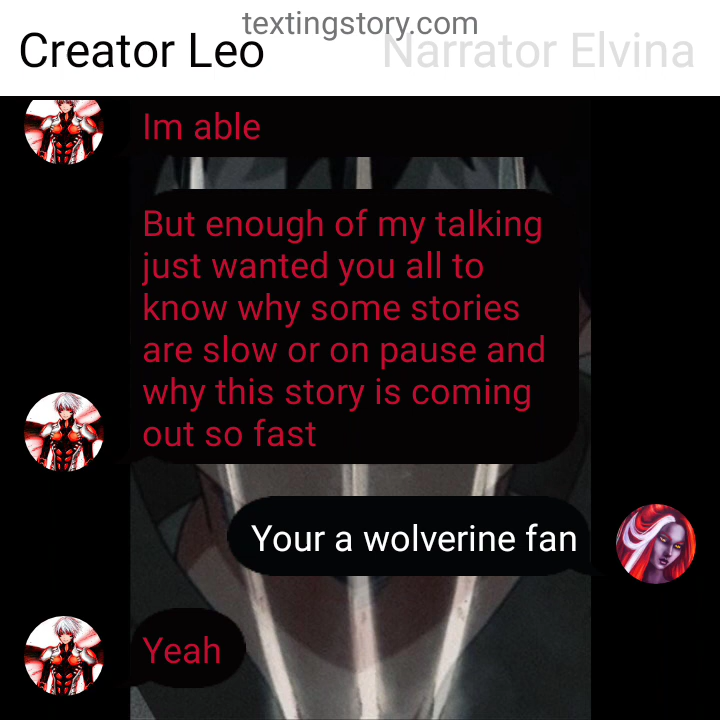 textingstory.com
Creator Leo
Narrator Elvina
Im able
But enough of my talking
just wanted you all to
know why some stories
are slow or on pause and
why this story is coming
out so fast
Your a wolverine fan
Yeah